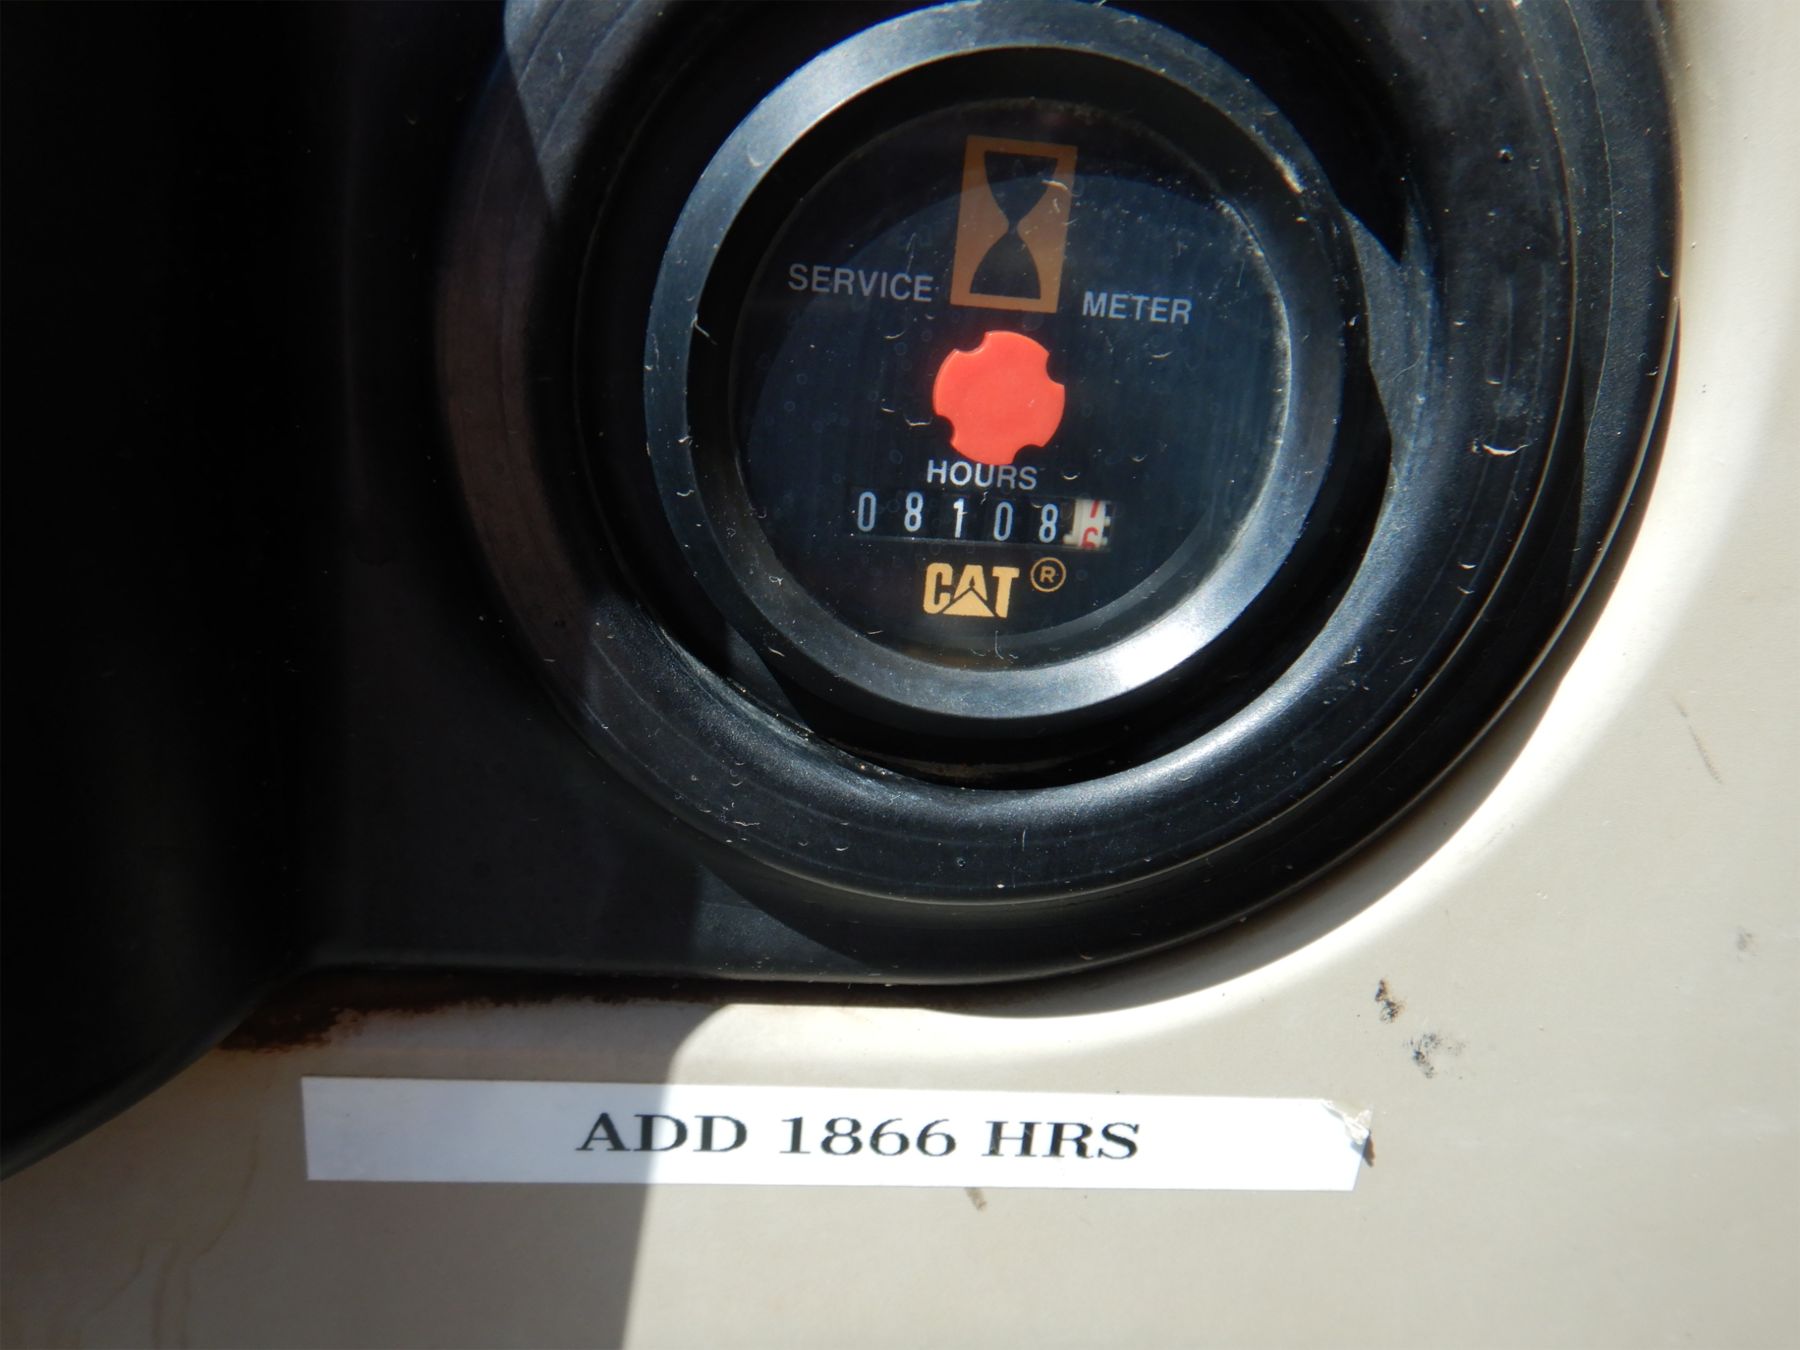 SERVICE METER
HOURS
08108
CAT ®
ADD 1866 HRS